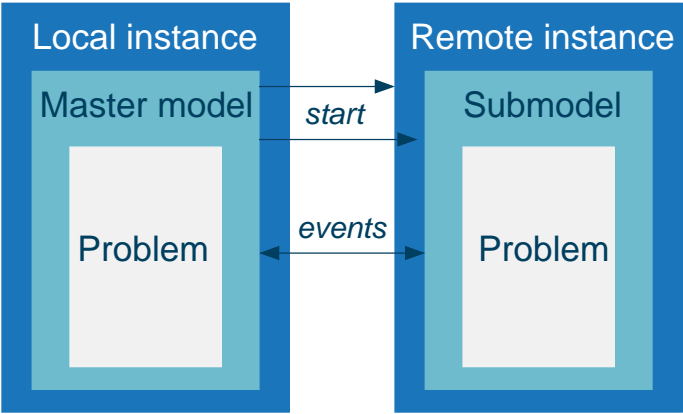 Local instance
Remote instance
Master model
start
Submodel
events
Problem
Problem